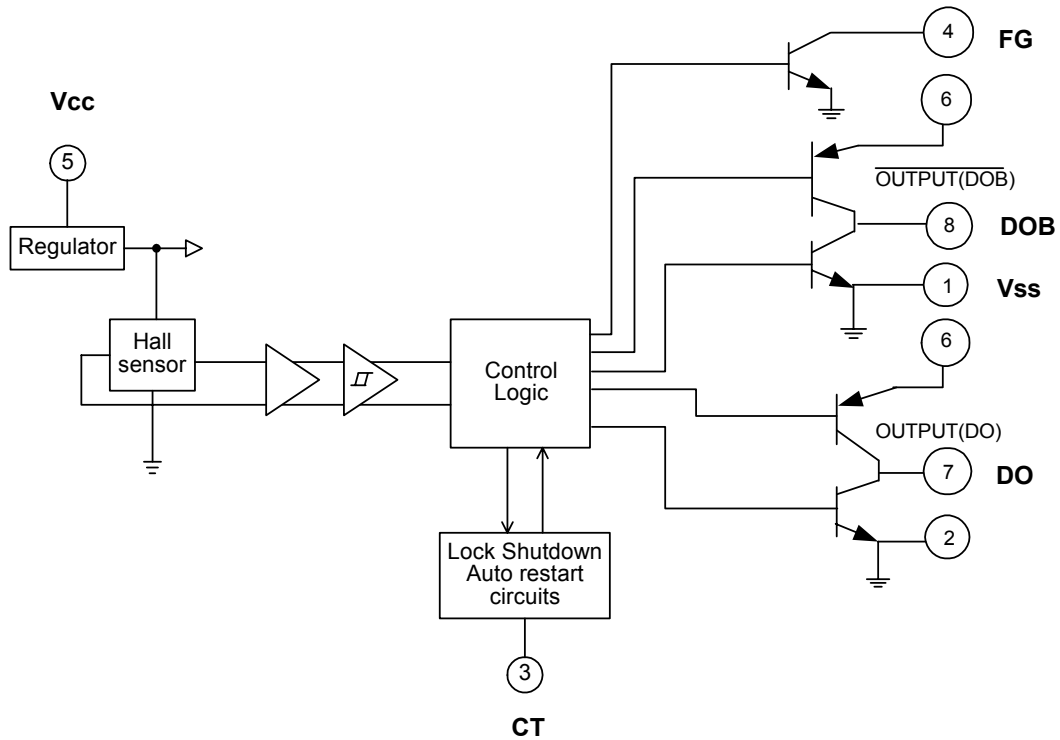 4
FG
Vcc
6
5
OUTPUT(DOB)
8
DOB
Regulator
1
Vss
Hall
sensor
Control
Logic
6
OUTPUT(DO)
7
DO
2
Lock Shutdown
Auto restart
circuits
3
CT